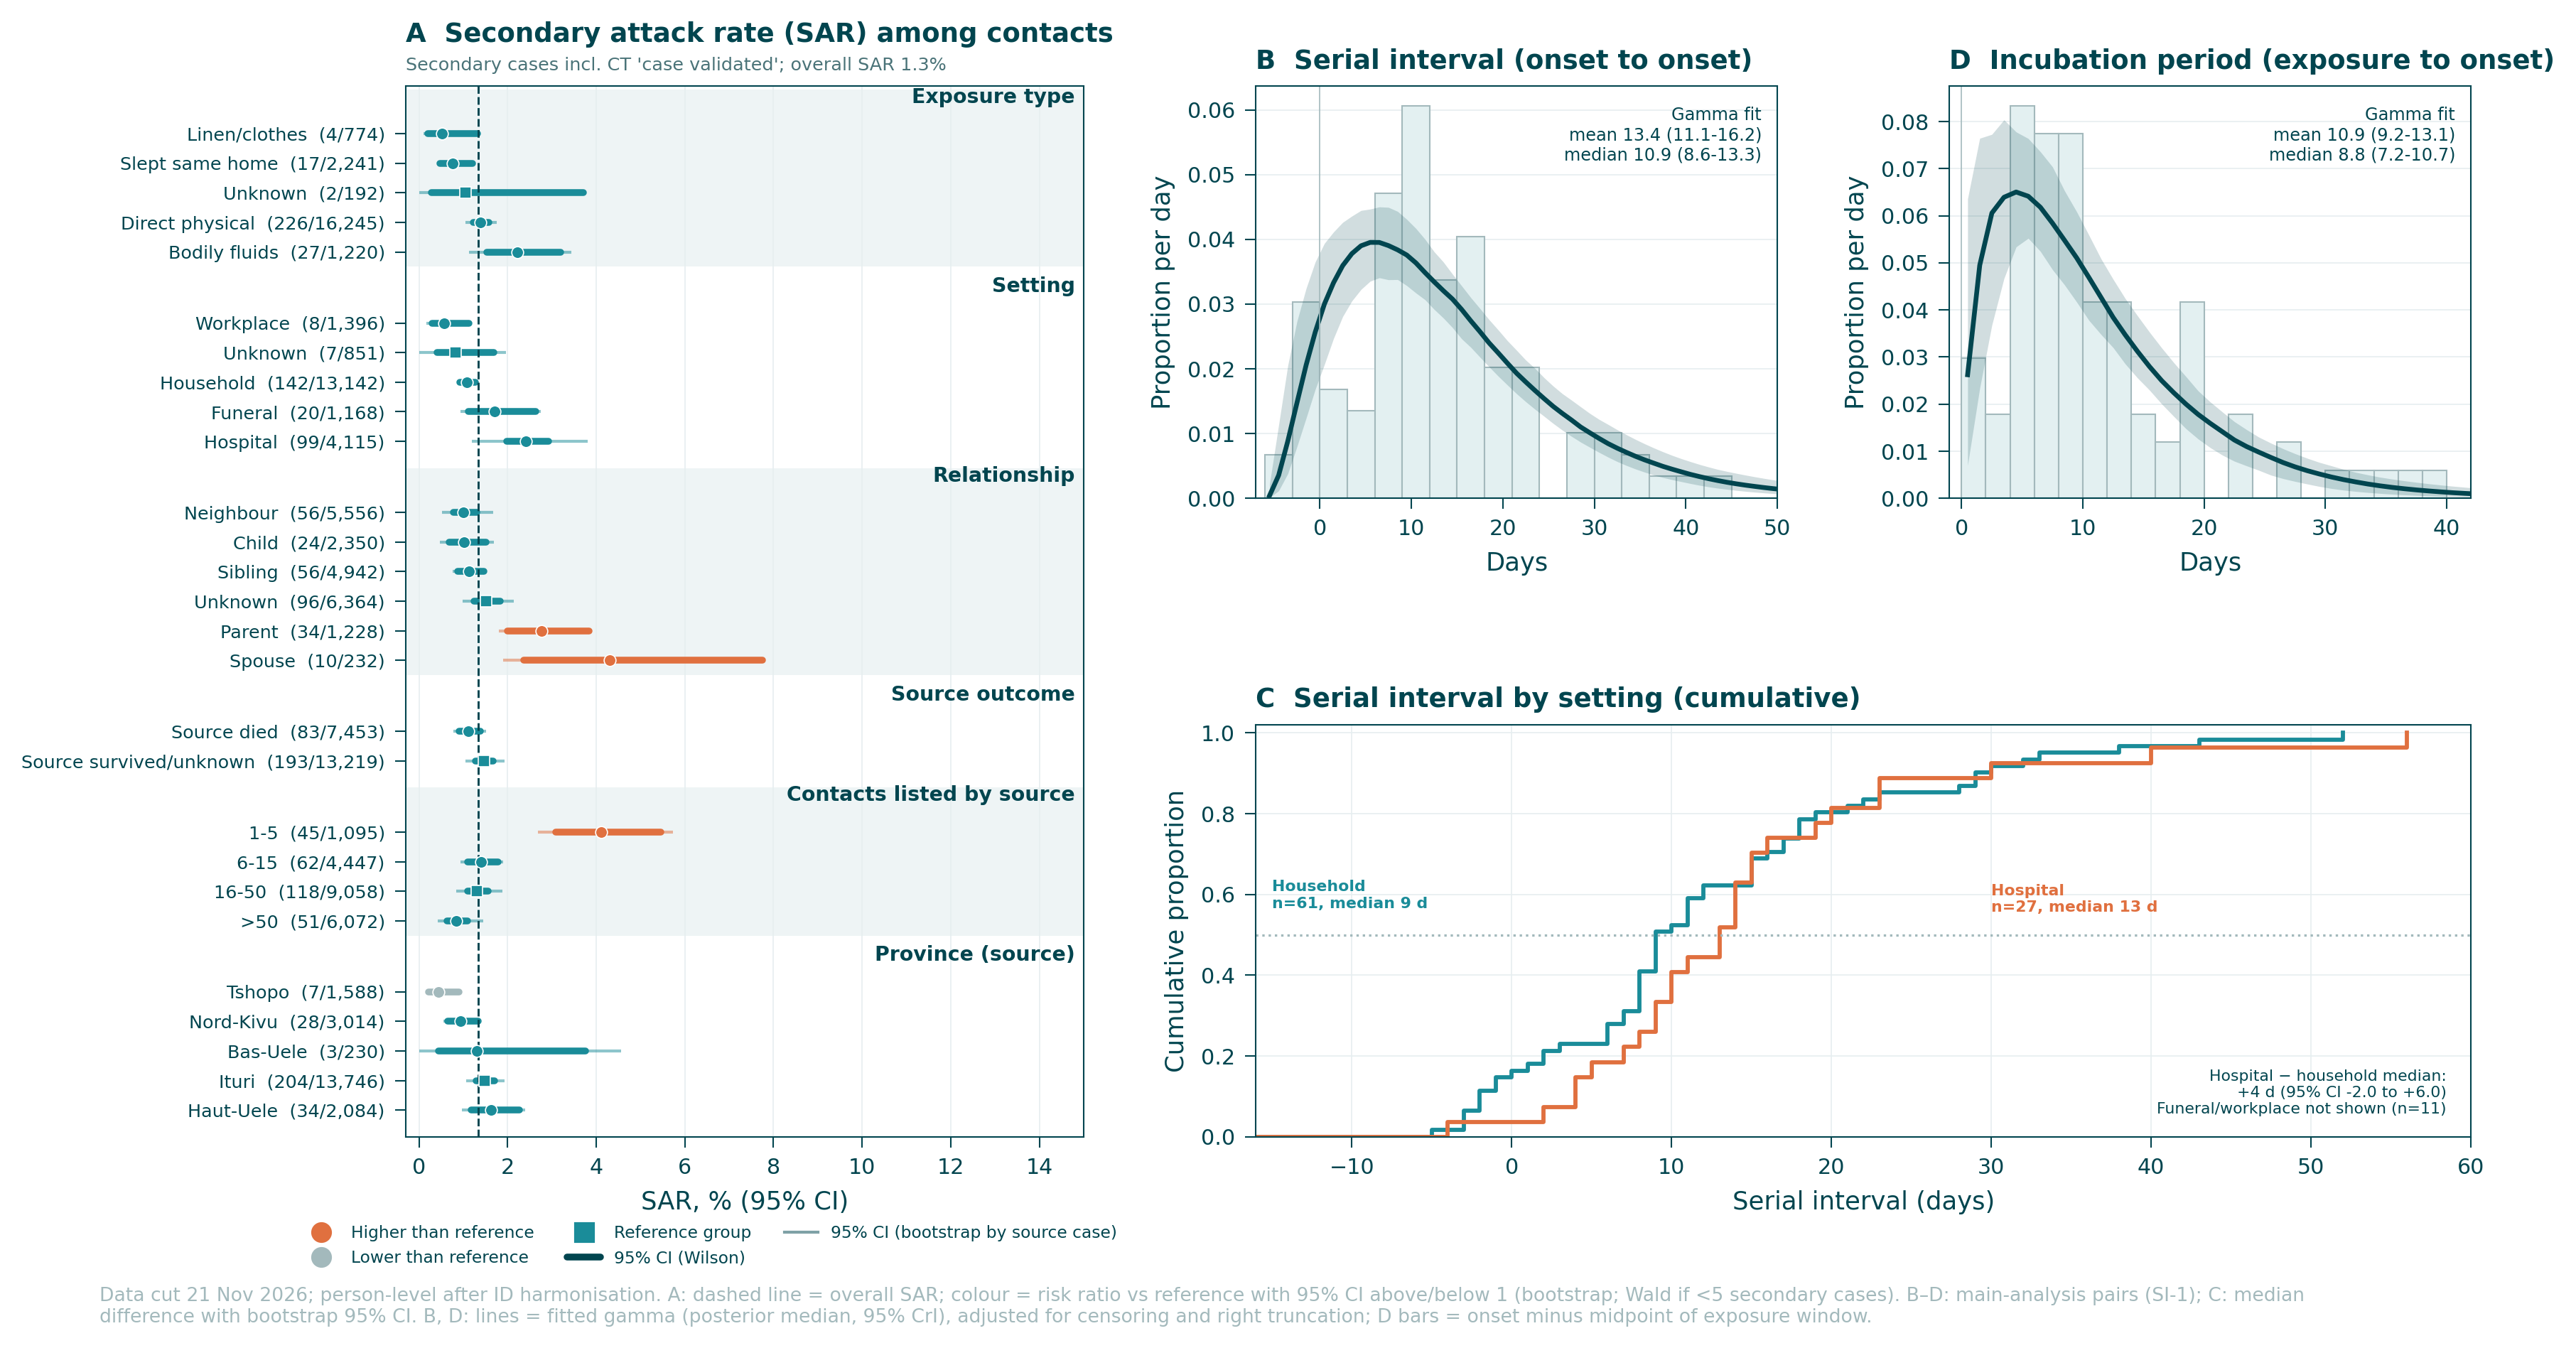 A  Secondary attack rate (SAR) among contacts
Secondary cases incl. CT 'case validated'; overall SAR 1.3%
Exposure type
Linen/clothes  (4/774)
Slept same home  (17/2,241)
Unknown  (2/192)
Direct physical  (226/16,245)
Bodily fluids  (27/1,220)
Setting
Workplace  (8/1,396)
Unknown  (7/851)
Household  (142/13,142)
Funeral  (20/1,168)
Hospital  (99/4,115)
Relationship
Neighbour  (56/5,556)
Child  (24/2,350)
Sibling  (56/4,942)
Unknown  (96/6,364)
Parent  (34/1,228)
Spouse  (10/232)
Source outcome
Source died  (83/7,453)
Source survived/unknown  (193/13,219)
Contacts listed by source
1-5  (45/1,095)
6-15  (62/4,447)
16-50  (118/9,058)
>50  (51/6,072)
Province (source)
Tshopo  (7/1,588)
Nord-Kivu  (28/3,014)
Bas-Uele  (3/230)
Ituri  (204/13,746)
Haut-Uele  (34/2,084)
0 2 4 6 8 10 12 14
SAR, % (95% CI)
Higher than reference
Lower than reference
Reference group
95% CI (Wilson)
95% CI (bootstrap by source case)
B  Serial interval (onset to onset)
Gamma fit
mean 13.4 (11.1-16.2)
median 10.9 (8.6-13.3)
Proportion per day
0.06
0.05
0.04
0.03
0.02
0.01
0.00
0 10 20 30 40 50
Days
D  Incubation period (exposure to onset)
Gamma fit
mean 10.9 (9.2-13.1)
median 8.8 (7.2-10.7)
Proportion per day
0.08
0.07
0.06
0.05
0.04
0.03
0.02
0.01
0.00
0 10 20 30 40
Days
C  Serial interval by setting (cumulative)
Cumulative proportion
1.0
0.8
0.6
0.4
0.2
0.0
Household
n=61, median 9 d
Hospital
n=27, median 13 d
Hospital − household median:
+4 d (95% CI -2.0 to +6.0)
Funeral/workplace not shown (n=11)
−10 0 10 20 30 40 50 60
Serial interval (days)
Data cut 21 Nov 2026; person-level after ID harmonisation. A: dashed line = overall SAR; colour = risk ratio vs reference with 95% CI above/below 1 (bootstrap; Wald if <5 secondary cases). B–D: main-analysis pairs (SI-1); C: median
difference with bootstrap 95% CI. B, D: lines = fitted gamma (posterior median, 95% CrI), adjusted for censoring and right truncation; D bars = onset minus midpoint of exposure window.